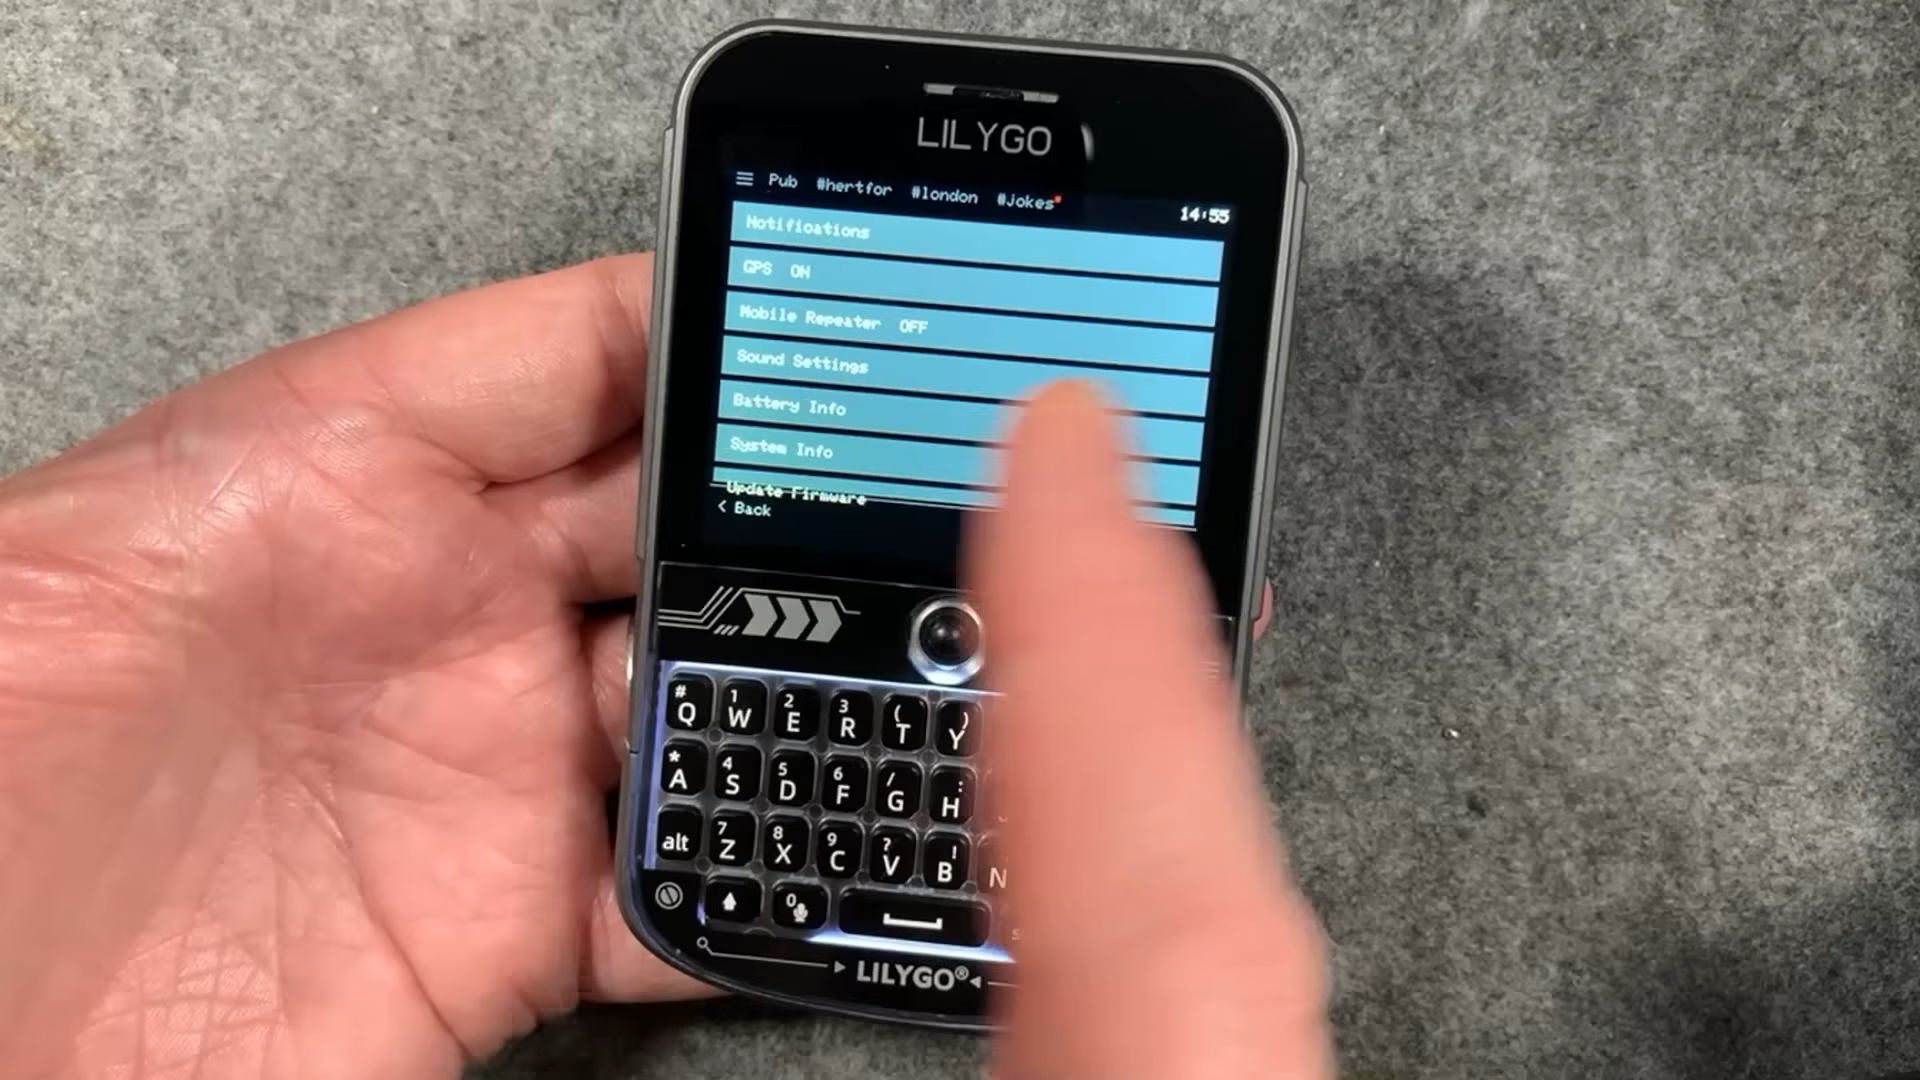 LILYGO
Pub #hertfor #london #jokes 14:55
Notifications
GPS ON
Mobile Repeater OFF
Sound Settings
Battery Info
System Info
Update Firmware
< Back
# Q 1 W 2 E 3 R ( T ) Y
* A 4 S 5 D 6 F / G : H
alt 7 Z 8 X 9 C ? V ! B N
0
LILYGO®